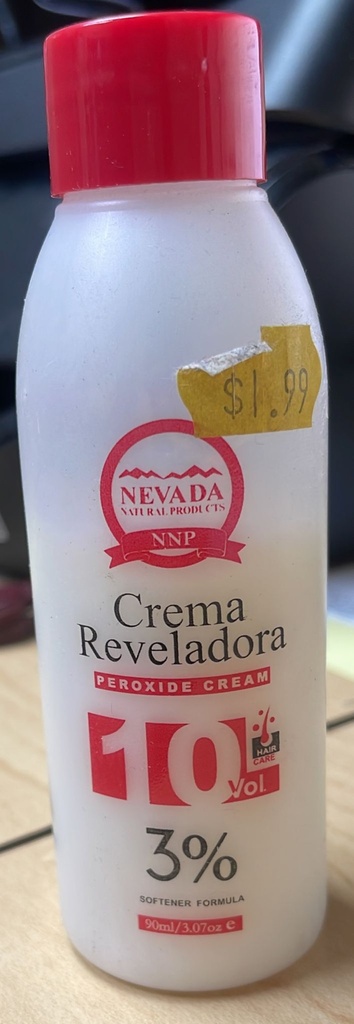 $1.99
NEVADA
NATURAL PRODUCTS
NNP
Crema
Reveladora
PEROXIDE CREAM
10 Vol.
HAIR
CARE
3%
SOFTENER FORMULA
90ml/3.07oz e